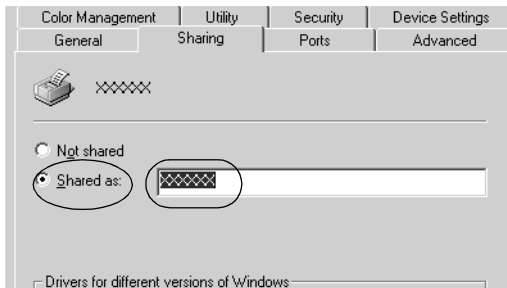 Color Management Utility Security Device Settings
General Sharing Ports Advanced
XXXXXX
Not shared
Shared as: XXXXXX
Drivers for different versions of Windows